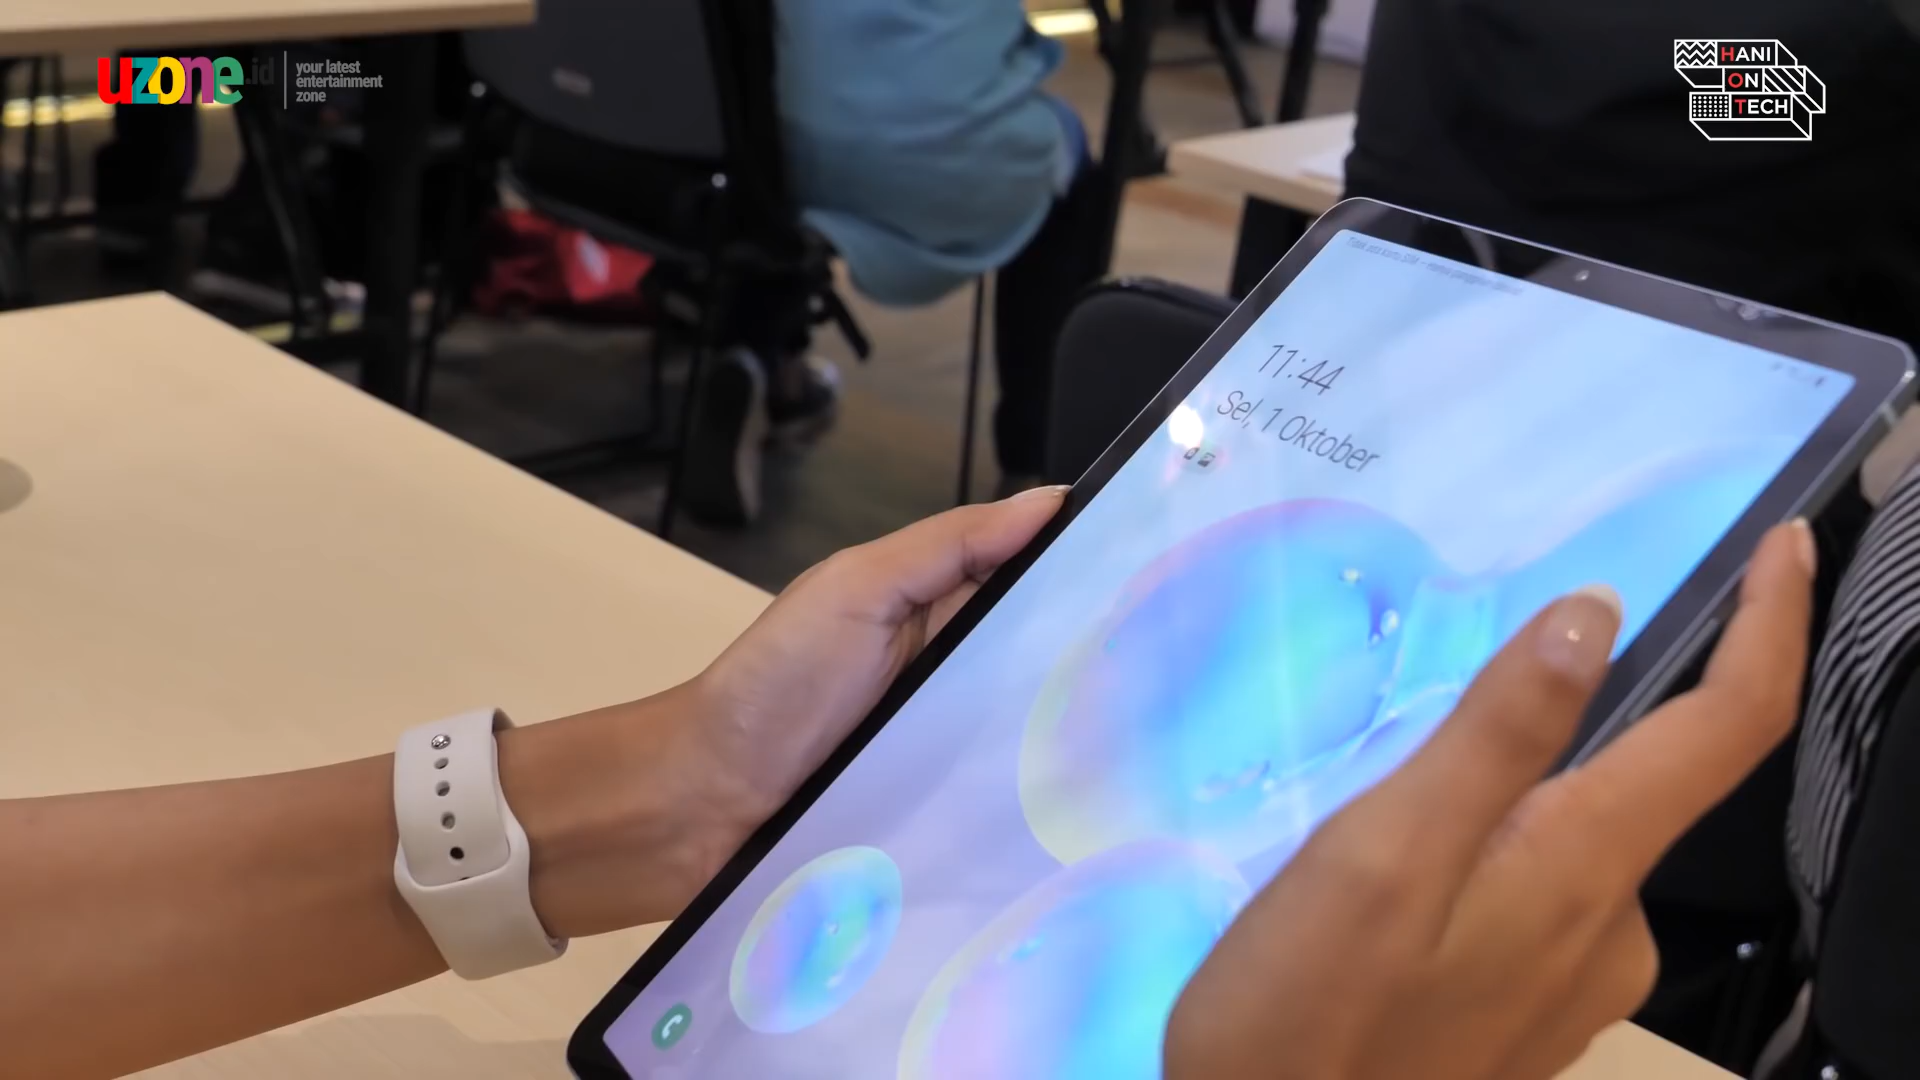 uzone.id
your latest
entertainment
zone
HANI
ON
TECH
11:44
Sel, 1 Oktober